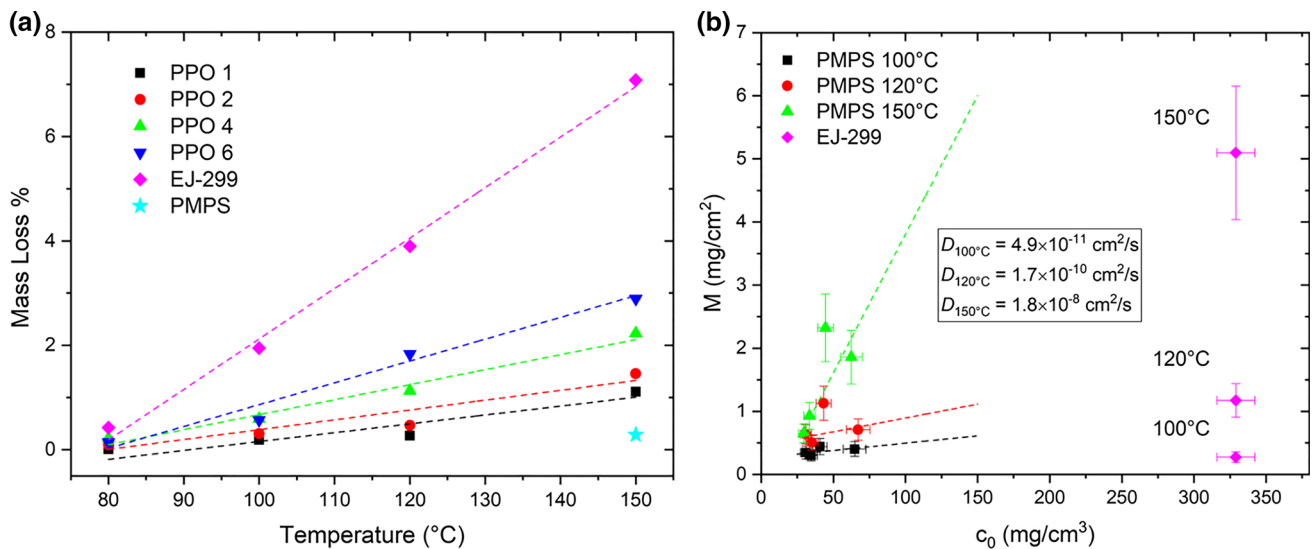 (a)
8
6
4
2
0
Mass Loss %
PPO 1
PPO 2
PPO 4
PPO 6
EJ-299
PMPS
80 90 100 110 120 130 140 150
Temperature (°C)
(b)
7
6
5
4
3
2
1
0
M (mg/cm²)
PMPS 100°C
PMPS 120°C
PMPS 150°C
EJ-299
150°C
D₁₀₀°C = 4.9×10⁻¹¹ cm²/s
D₁₂₀°C = 1.7×10⁻¹⁰ cm²/s
D₁₅₀°C = 1.8×10⁻⁸ cm²/s
120°C
100°C
0 50 100 150 200 250 300 350
c₀ (mg/cm³)